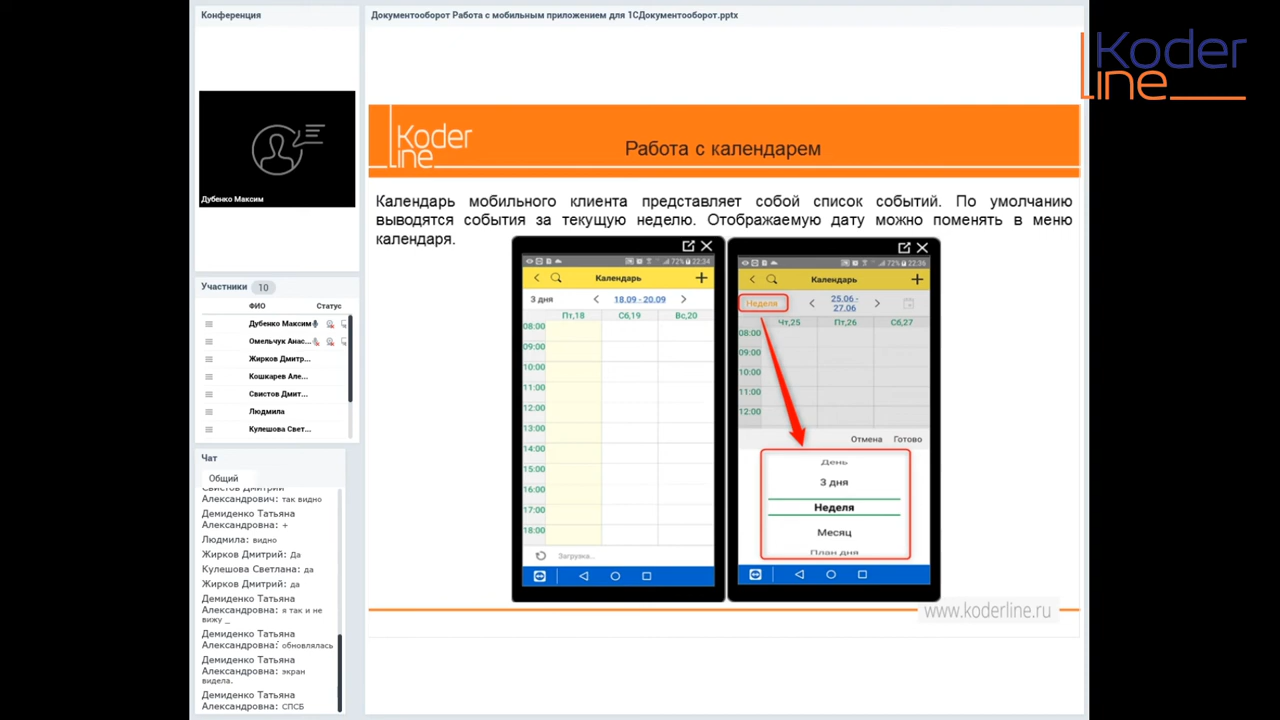 Конференция
Документооборот Работа с мобильным приложением для 1СДокументооборот.pptx
Koder
Line
Дубенко Максим
Участники 10
ФИО Статус
Дубенко Максим
Омельчук Анас...
Жирков Дмитр...
Кошкарев Але...
Свистов Дмит...
Людмила
Кулешова Свет...
Чат
Общий
Свистов Дмитрий
Александрович: так видно
Демиденко Татьяна
Александровна: +
Людмила: видно
Жирков Дмитрий: Да
Кулешова Светлана: да
Жирков Дмитрий: да
Демиденко Татьяна
Александровна: я так и не
вижу _
Демиденко Татьяна
Александровна: обновлялась
Демиденко Татьяна
Александровна: экран
видела.
Демиденко Татьяна
Александровна: СПСБ
Koder
Line
Работа с календарем
Календарь мобильного клиента представляет собой список событий. По умолчанию
выводятся события за текущую неделю. Отображаемую дату можно поменять в меню
календаря.
72% 22:34
Календарь
3 дня 18.09 - 20.09
Пт,18 Сб,19 Вс,20
08:00
09:00
10:00
11:00
12:00
13:00
14:00
15:00
16:00
17:00
18:00
Загрузка...
72% 22:36
Календарь
Неделя 25.06 -
27.06
Чт,25 Пт,26 Сб,27
08:00
09:00
10:00
11:00
12:00
Отмена Готово
День
3 дня
Неделя
Месяц
План дня
www.koderline.ru